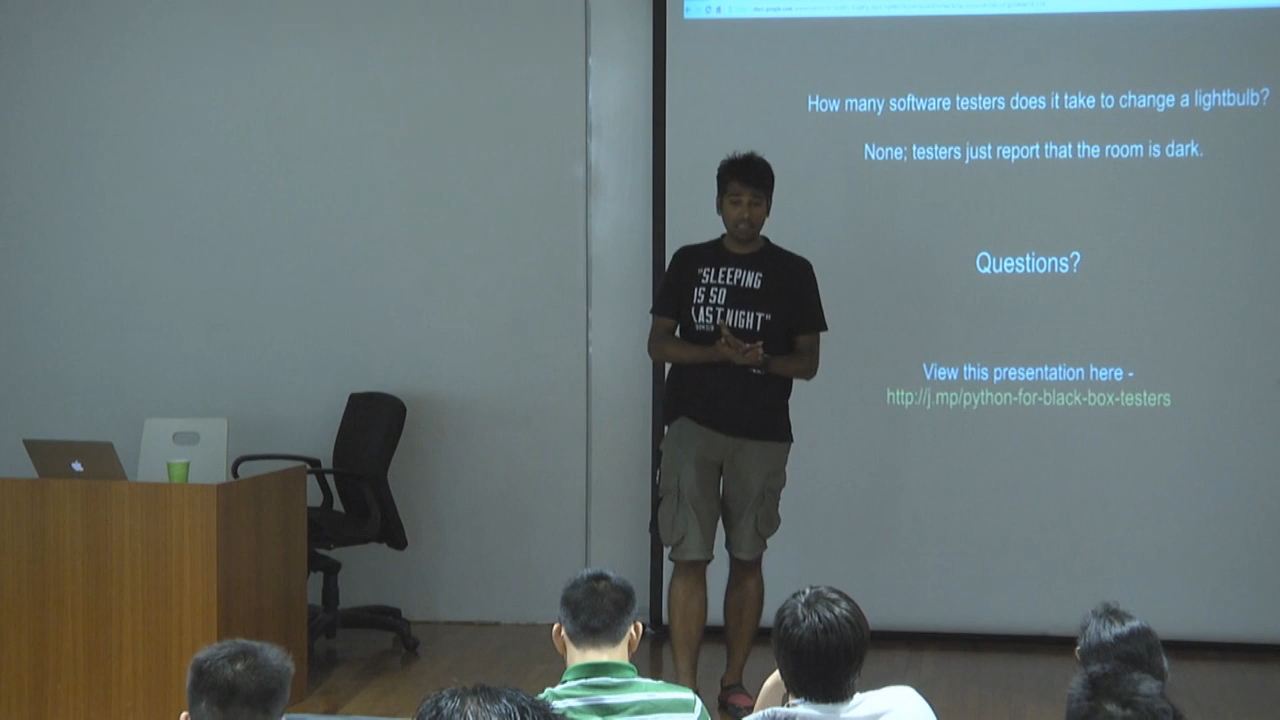 How many software testers does it take to change a lightbulb?
None; testers just report that the room is dark.
"SLEEPING
IS SO
LAST NIGHT"
Questions?
View this presentation here -
http://j.mp/python-for-black-box-testers